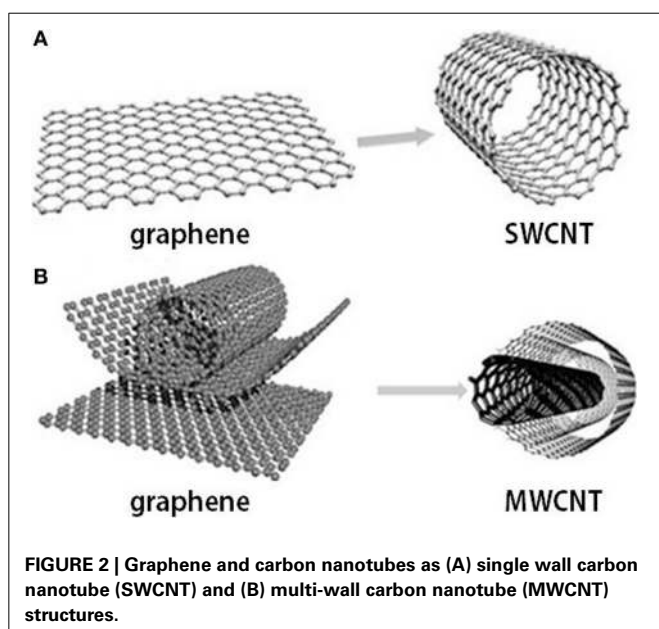 A
graphene
SWCNT
B
graphene
MWCNT
FIGURE 2 | Graphene and carbon nanotubes as (A) single wall carbon
nanotube (SWCNT) and (B) multi-wall carbon nanotube (MWCNT)
structures.